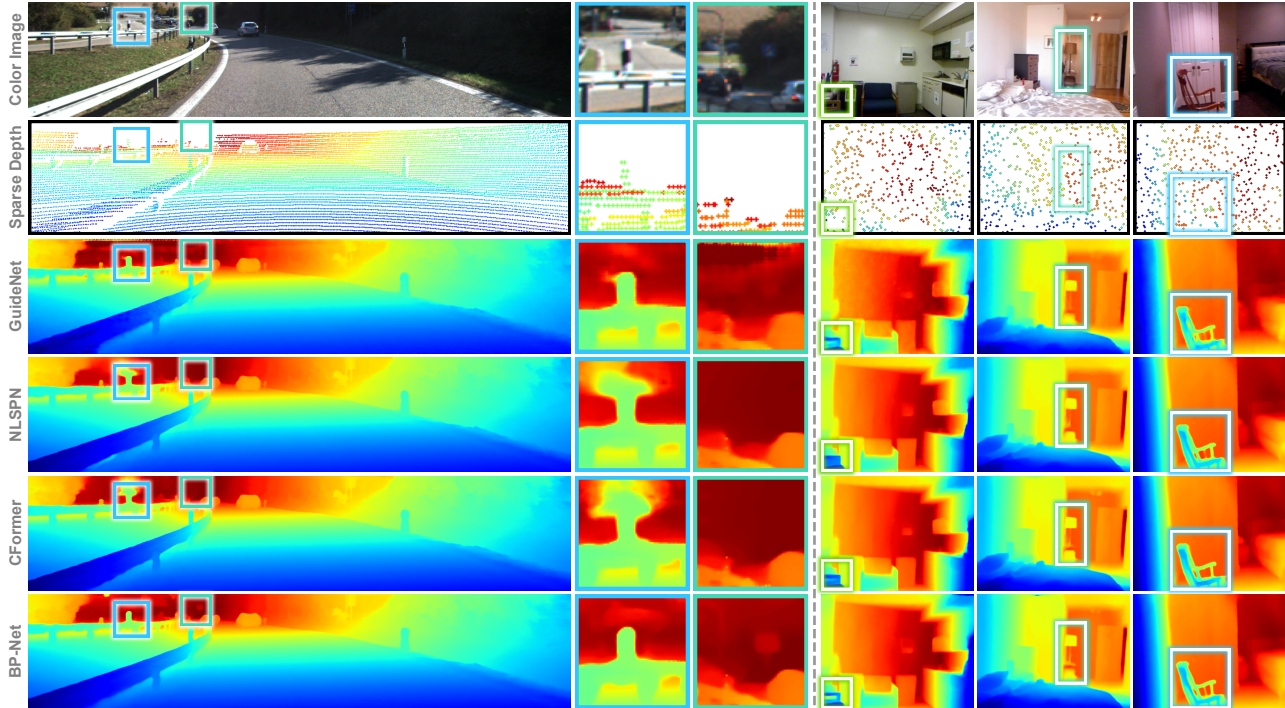 Color Image
Sparse Depth
GuideNet
NLSPN
CFormer
BP-Net